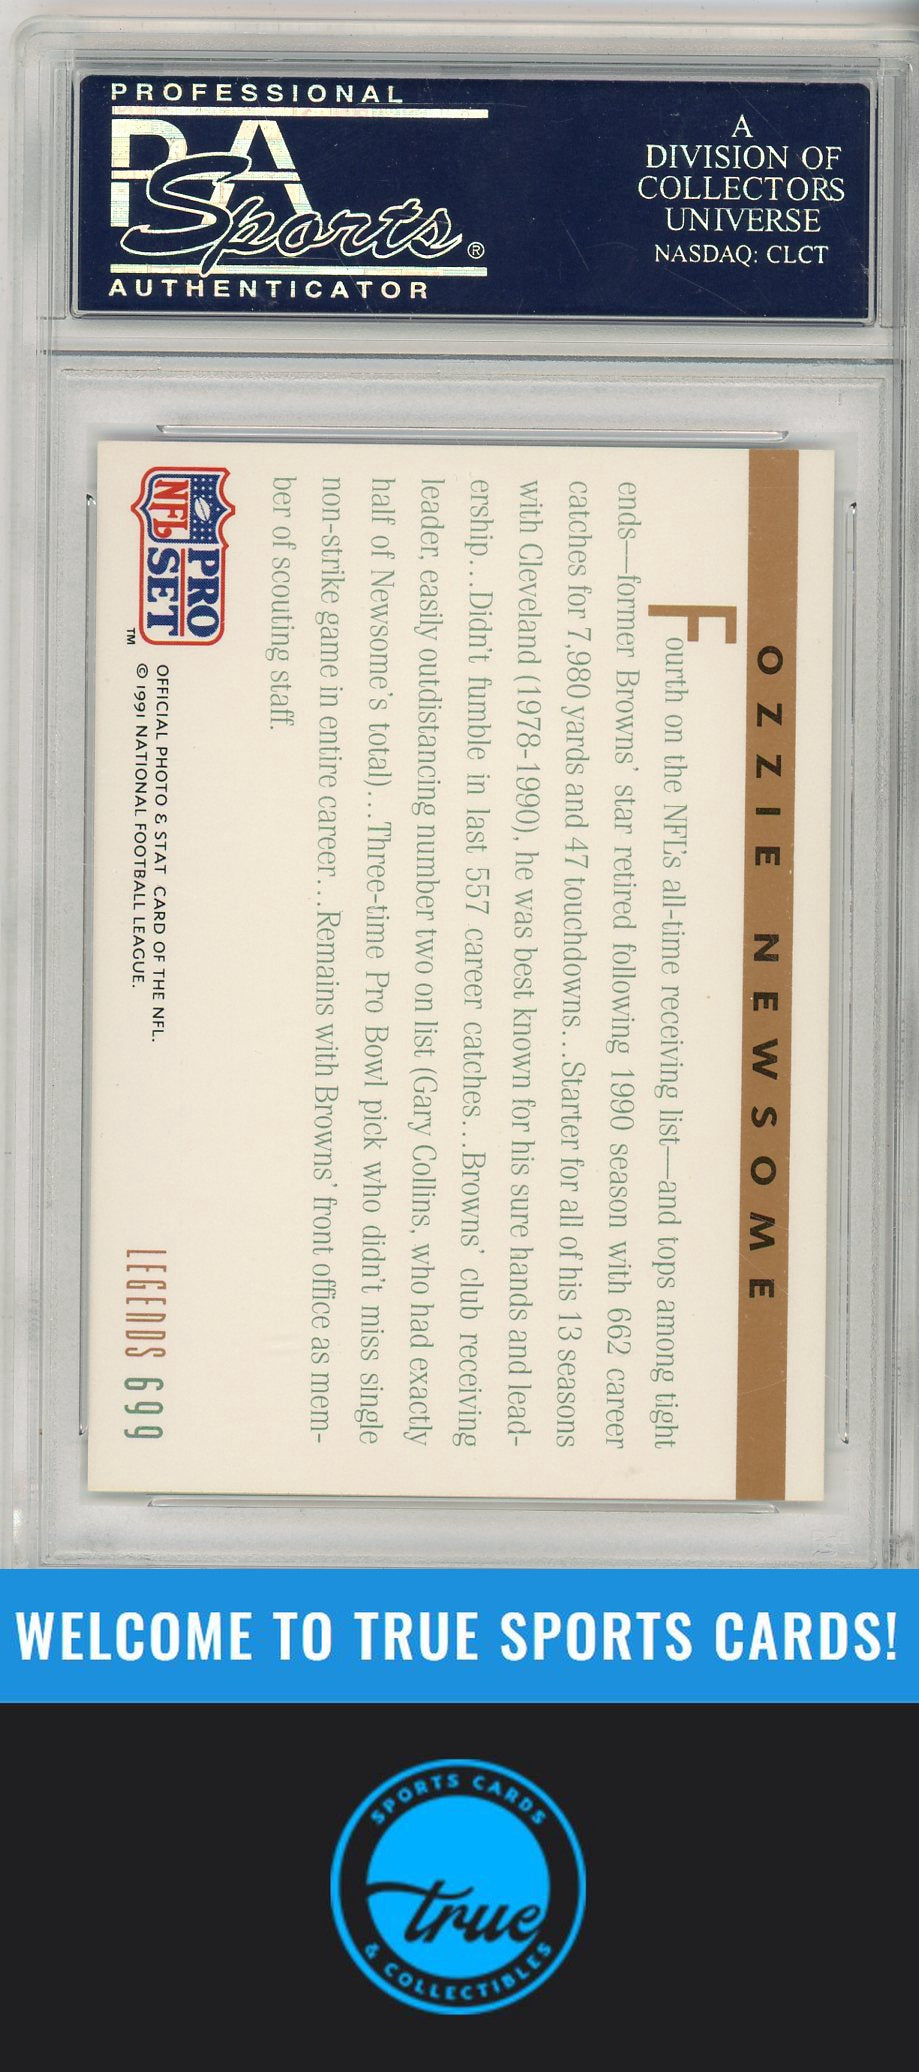 PROFESSIONAL
PSA
Sports®
AUTHENTICATOR
A
DIVISION OF
COLLECTORS
UNIVERSE
NASDAQ: CLCT
OZZIE NEWSOME
Fourth on the NFL's all-time receiving list—and tops among tight
ends—former Browns' star retired following 1990 season with 662 career
catches for 7,980 yards and 47 touchdowns...Starter for all of his 13 seasons
with Cleveland (1978-1990), he was best known for his sure hands and lead-
ership...Didn't fumble in last 557 career catches...Browns' club receiving
leader, easily outdistancing number two on list (Gary Collins, who had exactly
half of Newsome's total)...Three-time Pro Bowl pick who didn't miss single
non-strike game in entire career...Remains with Browns' front office as mem-
ber of scouting staff.
NFL PRO SET™
OFFICIAL PHOTO & STAT CARD OF THE NFL.
© 1991 NATIONAL FOOTBALL LEAGUE.
LEGENDS 699
WELCOME TO TRUE SPORTS CARDS!
SPORTS CARDS
true
& COLLECTIBLES